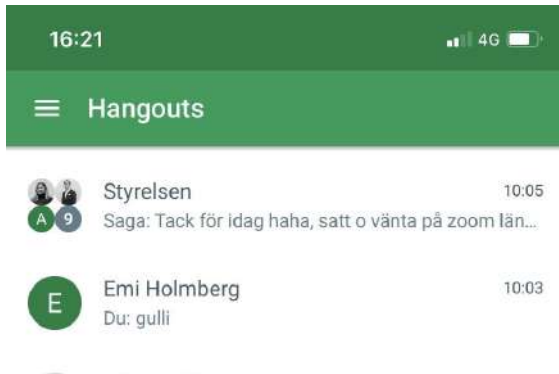 16:21
4G
Hangouts
Styrelsen 10:05
A 9 Saga: Tack för idag haha, satt o vänta på zoom län...
E Emi Holmberg 10:03
Du: gulli